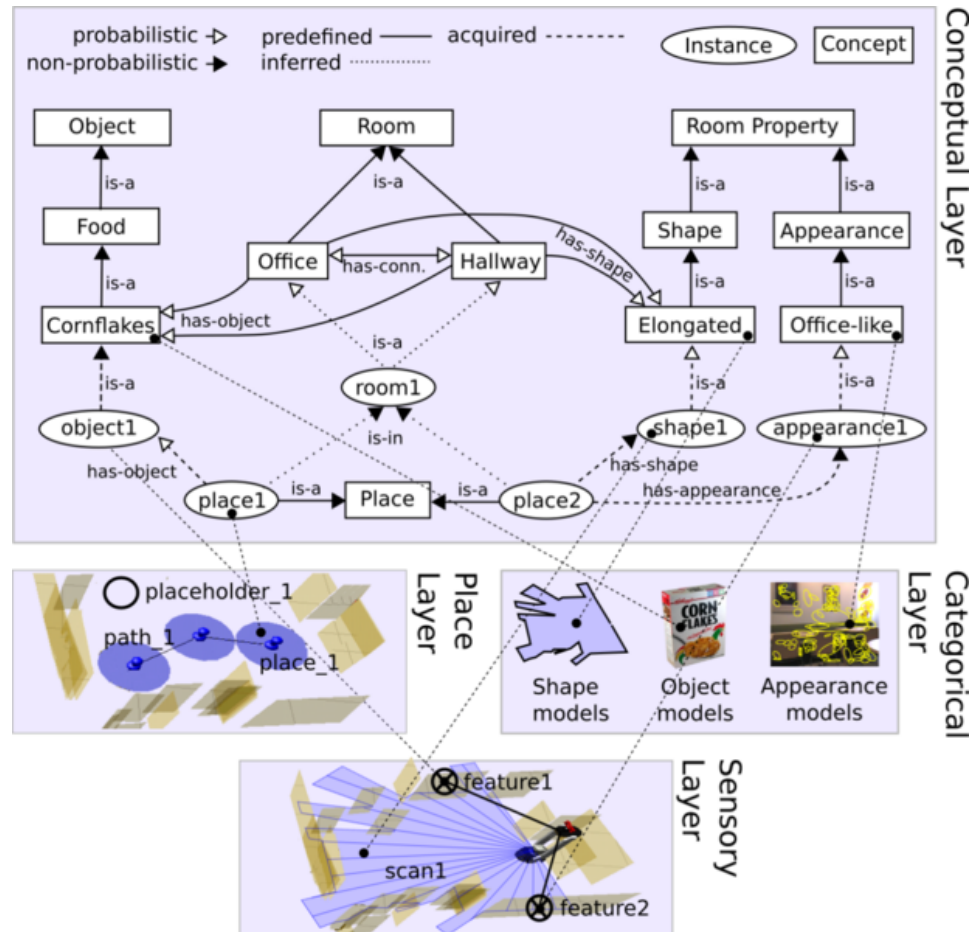 probabilistic
non-probabilistic
predefined
inferred
acquired
Instance
Concept
Conceptual Layer
Object
Room
Room Property
is-a
is-a
is-a
is-a
Food
Office
has-conn.
Hallway
has-shape
Shape
Appearance
is-a
is-a
is-a
Cornflakes
has-object
Elongated
Office-like
is-a
is-a
is-a
is-a
room1
object1
is-in
shape1
appearance1
has-object
has-shape
place1
is-a
Place
is-a
place2
has-appearance
placeholder_1
path_1
place_1
Place
Layer
CORN
FLAKES
Shape
models
Object
models
Appearance
models
Categorical
Layer
feature1
scan1
feature2
Sensory
Layer